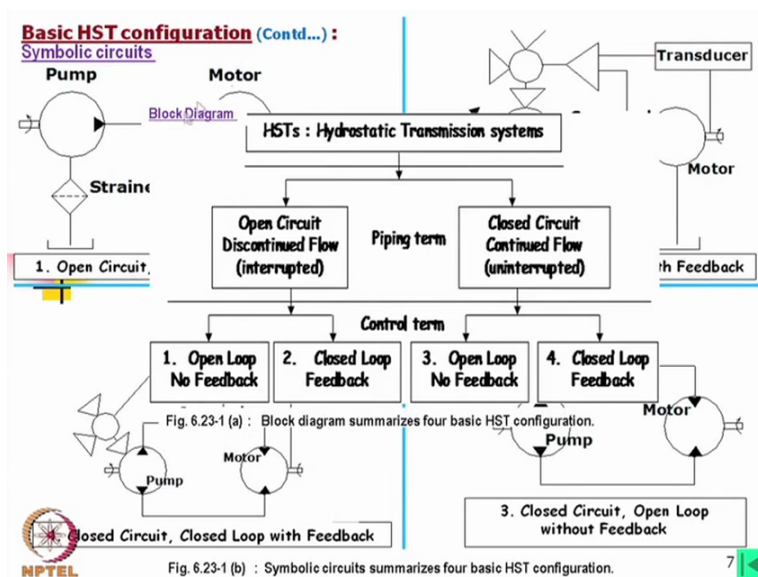 Basic HST configuration (Contd...) :
Symbolic circuits
Pump
Motor
Transducer
Block Diagram
HSTs : Hydrostatic Transmission systems
Motor
Open Circuit
Discontinued Flow
(interrupted)
Piping term
Closed Circuit
Continued Flow
(uninterrupted)
1. Open Circuit,
th Feedback
Control term
1. Open Loop
No Feedback
2. Closed Loop
Feedback
3. Open Loop
No Feedback
4. Closed Loop
Feedback
Fig. 6.23-1 (a) : Block diagram summarizes four basic HST configuration.
Motor
Pump
Motor
Pump
3. Closed Circuit, Open Loop
without Feedback
Circuit, Closed Loop with Feedback
NPTEL
Fig. 6.23-1 (b) : Symbolic circuits summarizes four basic HST configuration.
7